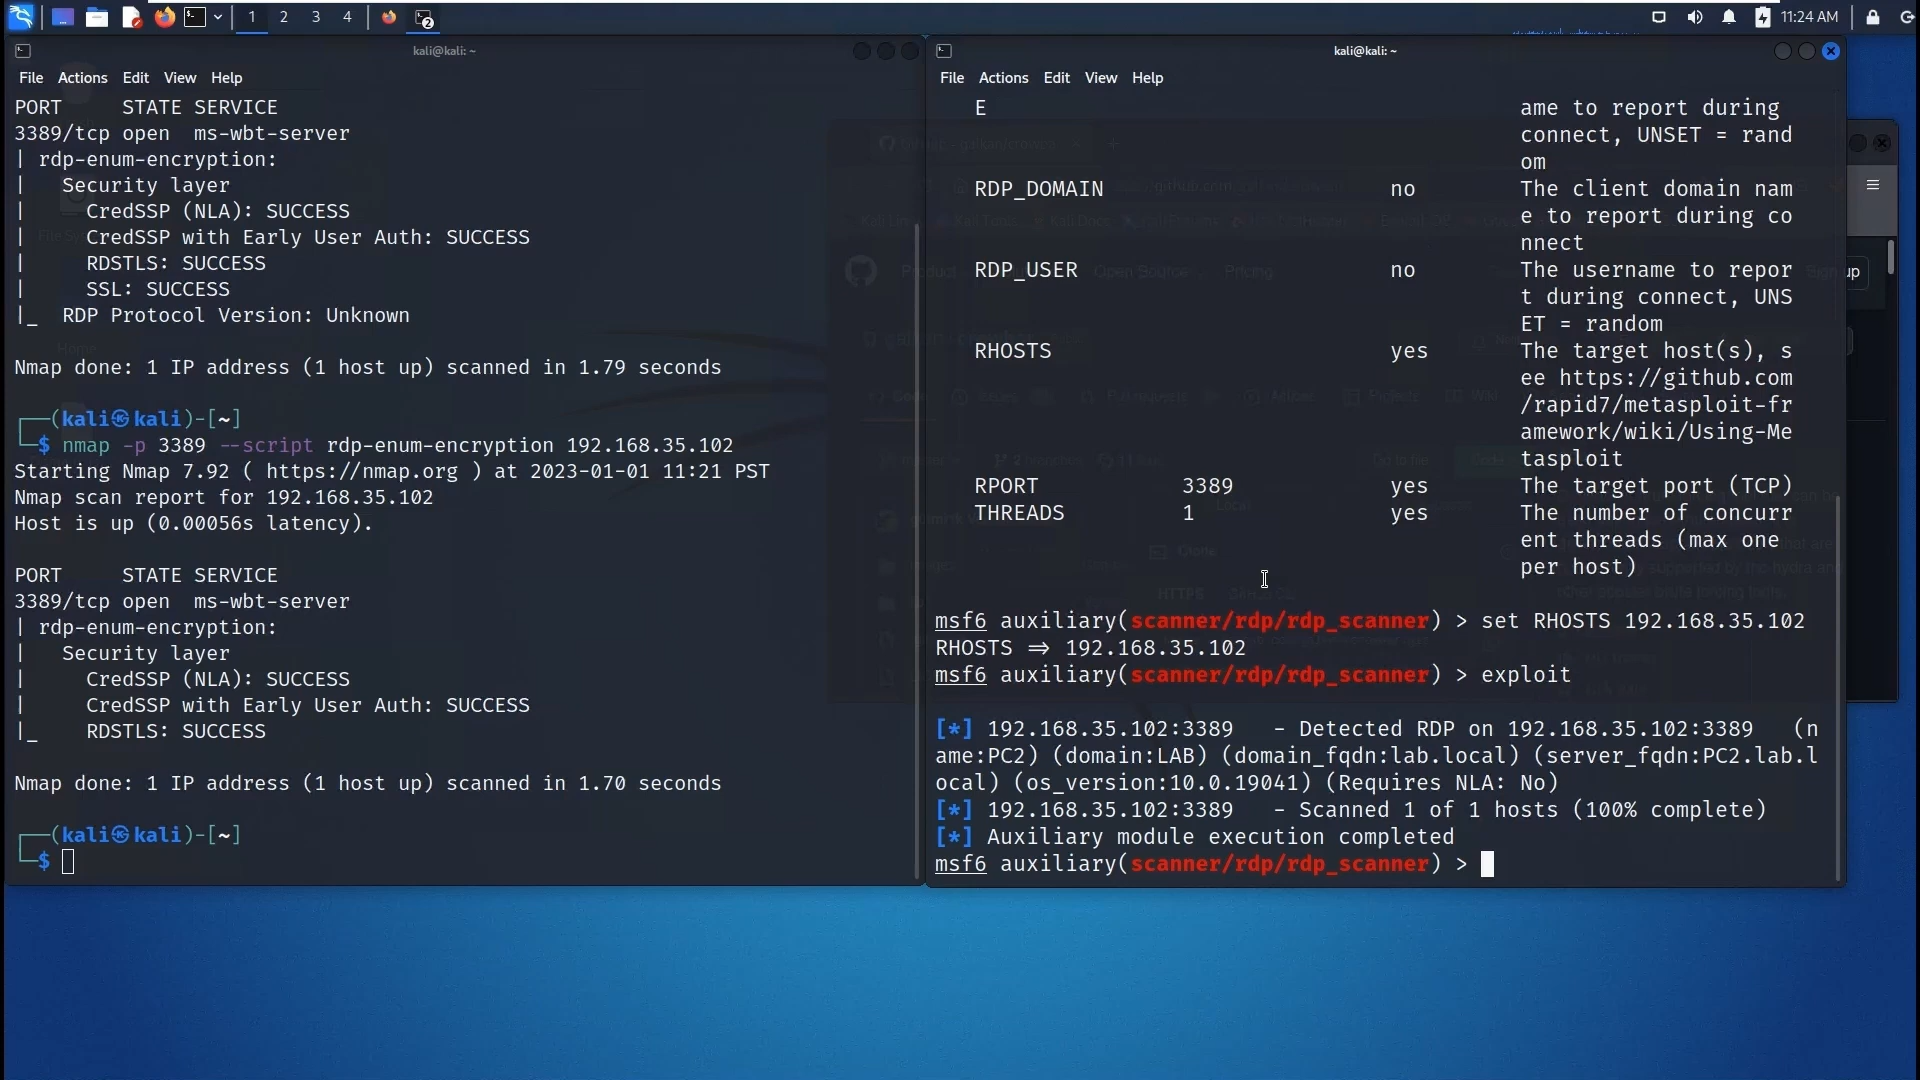 1 2 3 4 2 11:24 AM
kali@kali: ~
File Actions Edit View Help
PORT STATE SERVICE
3389/tcp open ms-wbt-server
| rdp-enum-encryption:
| Security layer
| CredSSP (NLA): SUCCESS
| CredSSP with Early User Auth: SUCCESS
| RDSTLS: SUCCESS
| SSL: SUCCESS
|_ RDP Protocol Version: Unknown
Nmap done: 1 IP address (1 host up) scanned in 1.79 seconds
(kali㉿kali)-[~]
$ nmap -p 3389 --script rdp-enum-encryption 192.168.35.102
Starting Nmap 7.92 ( https://nmap.org ) at 2023-01-01 11:21 PST
Nmap scan report for 192.168.35.102
Host is up (0.00056s latency).
PORT STATE SERVICE
3389/tcp open ms-wbt-server
| rdp-enum-encryption:
| Security layer
| CredSSP (NLA): SUCCESS
| CredSSP with Early User Auth: SUCCESS
|_ RDSTLS: SUCCESS
Nmap done: 1 IP address (1 host up) scanned in 1.70 seconds
(kali㉿kali)-[~]
$
kali@kali: ~
File Actions Edit View Help
E ame to report during
connect, UNSET = rand
om
RDP_DOMAIN no The client domain nam
e to report during co
nnect
RDP_USER no The username to repor
t during connect, UNS
ET = random
RHOSTS yes The target host(s), s
ee https://github.com
/rapid7/metasploit-fr
amework/wiki/Using-Me
tasploit
RPORT 3389 yes The target port (TCP)
THREADS 1 yes The number of concurr
ent threads (max one
per host)
msf6 auxiliary(scanner/rdp/rdp_scanner) > set RHOSTS 192.168.35.102
RHOSTS ⇒ 192.168.35.102
msf6 auxiliary(scanner/rdp/rdp_scanner) > exploit
[*] 192.168.35.102:3389 - Detected RDP on 192.168.35.102:3389 (n
ame:PC2) (domain:LAB) (domain_fqdn:lab.local) (server_fqdn:PC2.lab.l
ocal) (os_version:10.0.19041) (Requires NLA: No)
[*] 192.168.35.102:3389 - Scanned 1 of 1 hosts (100% complete)
[*] Auxiliary module execution completed
msf6 auxiliary(scanner/rdp/rdp_scanner) >